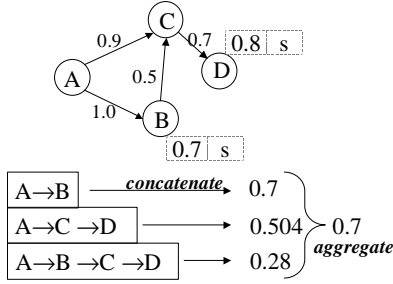 C
0.9
0.7
0.8 s
A
0.5
D
1.0
B
0.7 s
A→B concatenate 0.7
A→C →D 0.504 0.7
aggregate
A→B →C →D 0.28